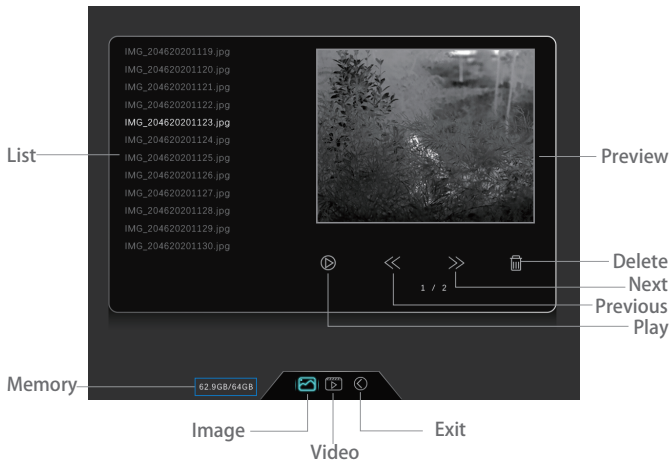 IMG_204620201119.jpg
IMG_204620201120.jpg
IMG_204620201121.jpg
IMG_204620201122.jpg
IMG_204620201123.jpg
IMG_204620201124.jpg
IMG_204620201125.jpg
IMG_204620201126.jpg
IMG_204620201127.jpg
IMG_204620201128.jpg
IMG_204620201129.jpg
IMG_204620201130.jpg
List
Preview
Delete
1 / 2
Next
Previous
Play
Memory
62.9GB/64GB
Image
Exit
Video